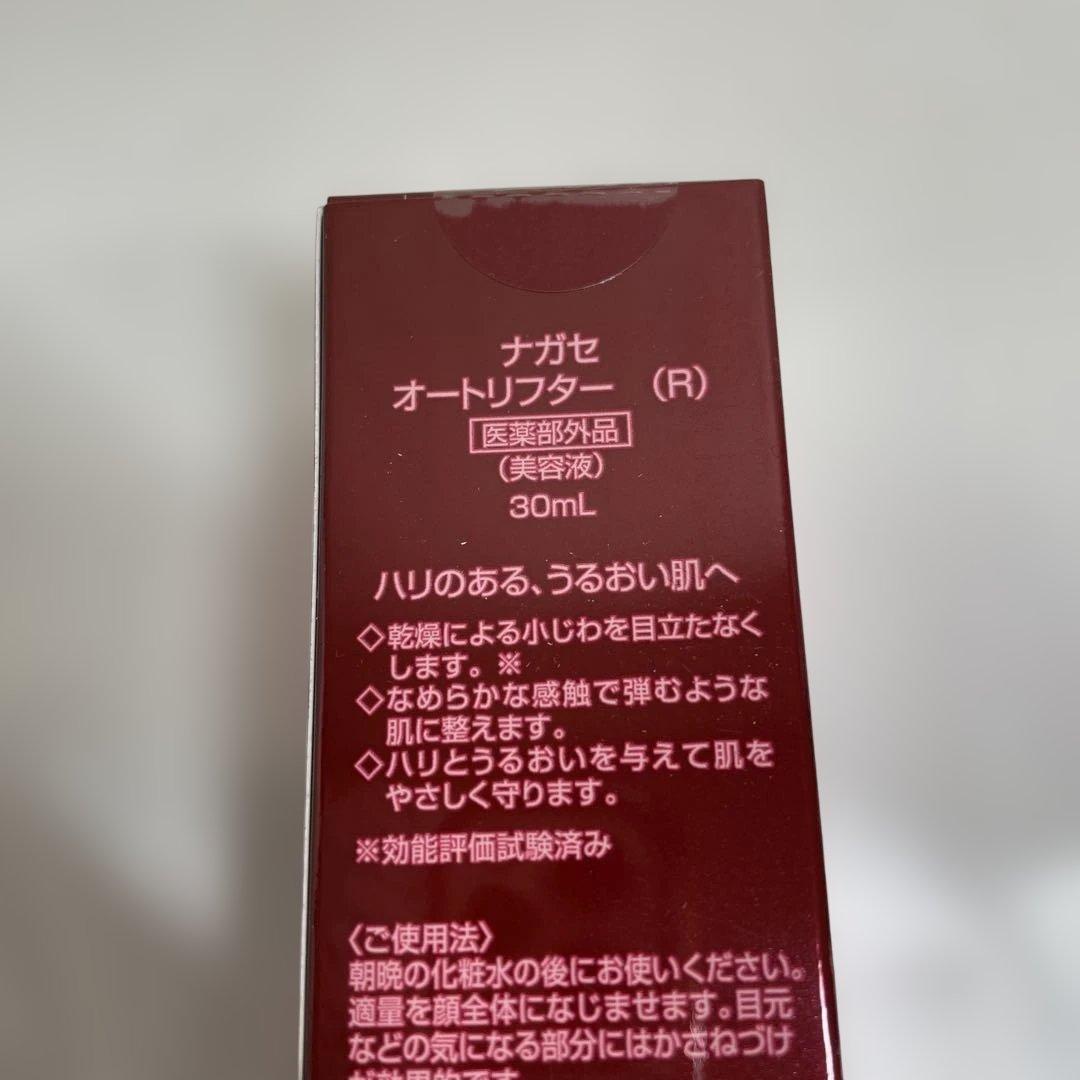 ナガセ
オートリフター (R)
医薬部外品
(美容液)
30mL
ハリのある、うるおい肌へ
◇乾燥による小じわを目立たなく
します。※
◇なめらかな感触で弾むような
肌に整えます。
◇ハリとうるおいを与えて肌を
やさしく守ります。
※効能評価試験済み
〈ご使用法〉
朝晩の化粧水の後にお使いください。
適量を顔全体になじませます。目元
などの気になる部分にはかさねづけ
が効果的です